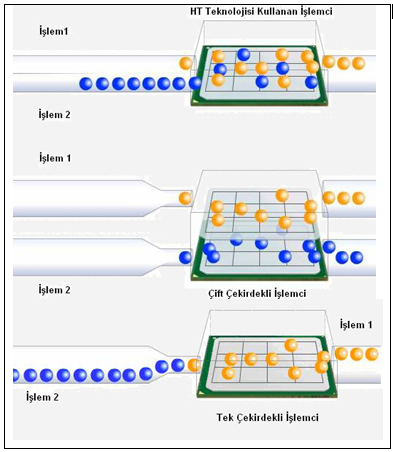 HT Teknolojisi Kullanan İşlemci
İşlem1
İşlem 2
İşlem 1
İşlem 2
Çift Çekirdekli İşlemci
İşlem 1
İşlem 2
Tek Çekirdekli İşlemci